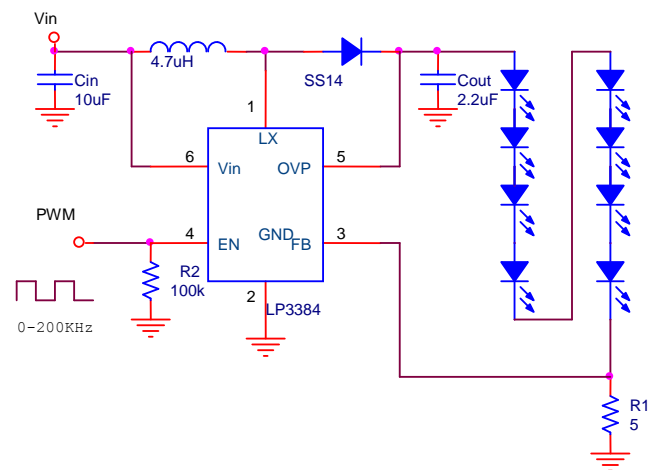 Vin
4.7uH
SS14
Cin
10uF
Cout
2.2uF
1
LX
6
Vin
OVP
5
PWM
4
EN
GND
FB
3
R2
100k
2
LP3384
0-200KHz
R1
5